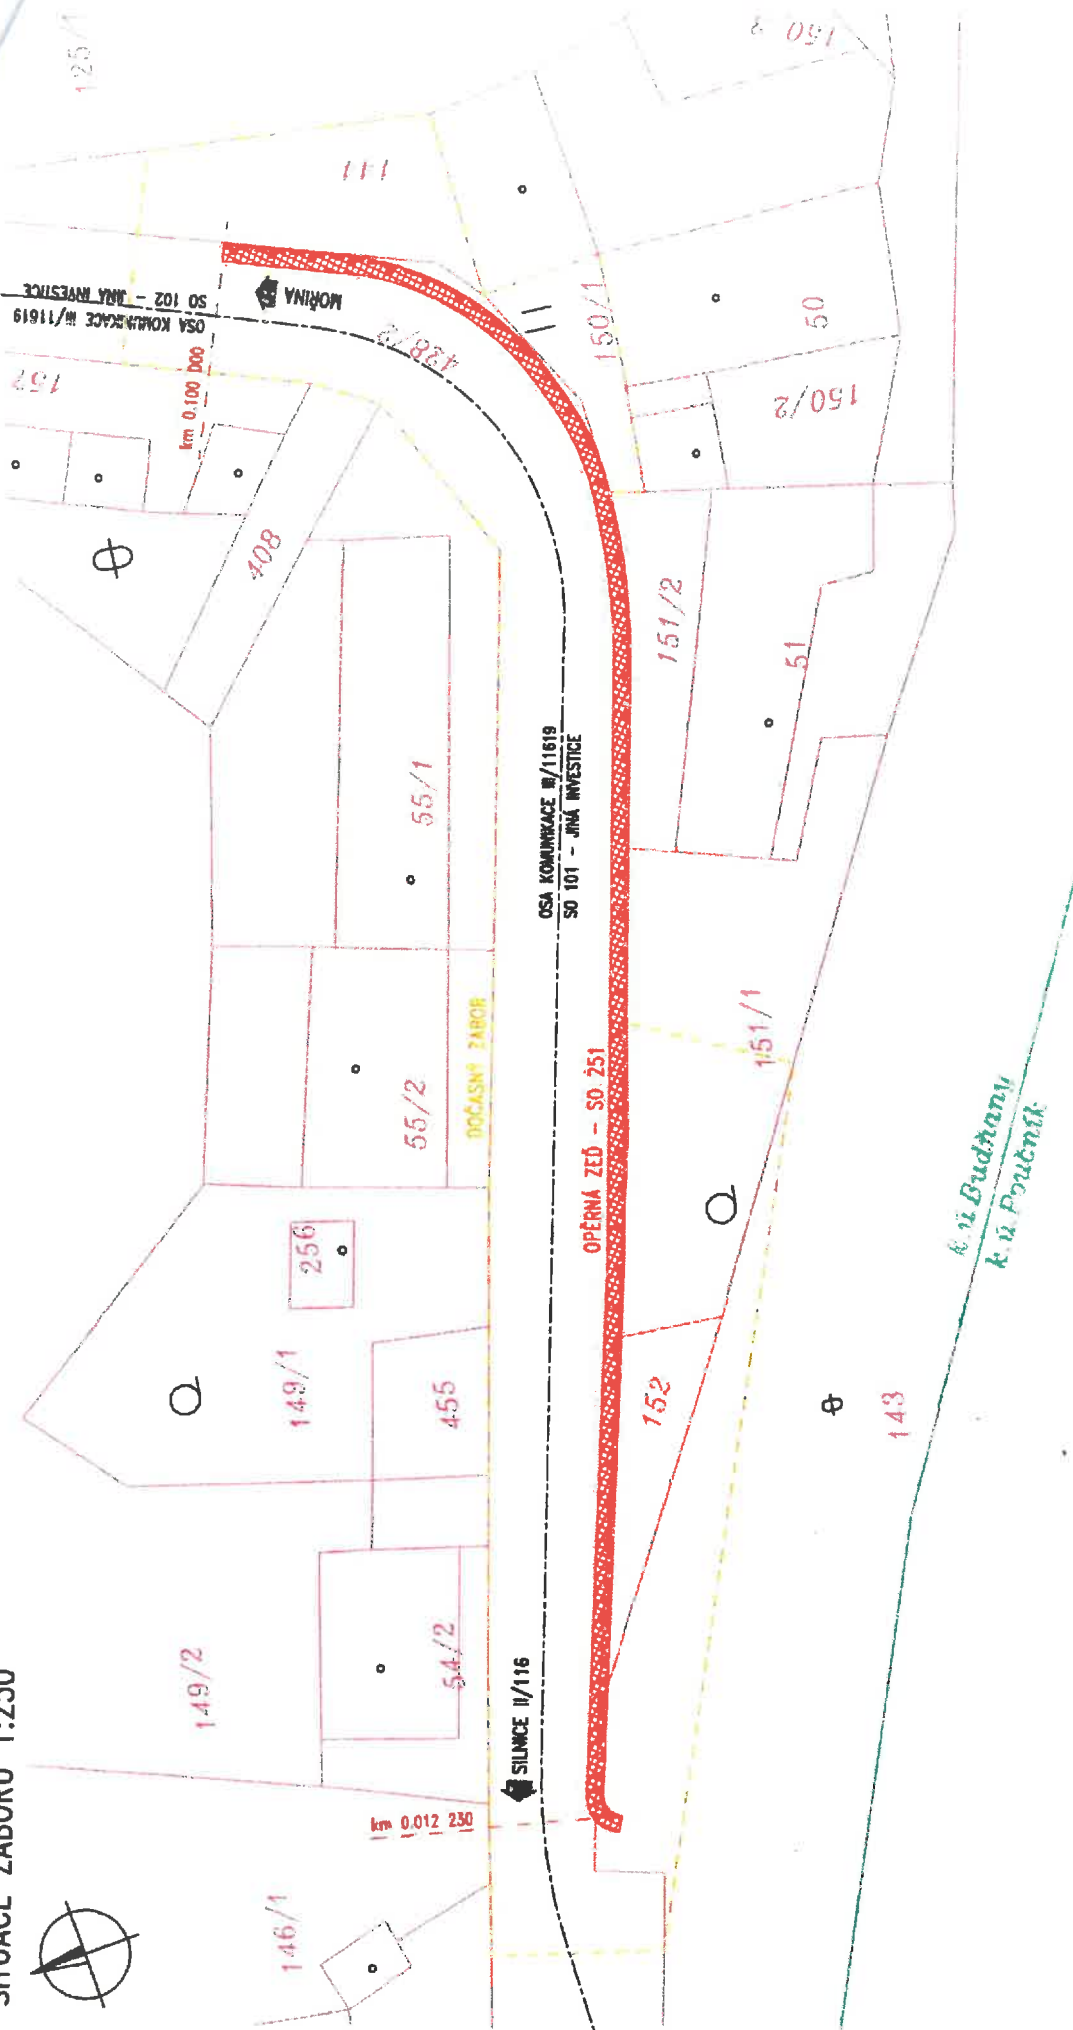 SITUACE ZÁBORU 1:250
146/1
149/2
54/2
149/1
256
455
55/2
55/1
408
157
125/1
141
428/2
150/1
50
150/2
151/2
51
151/1
152
143
km 0.012 230
SILNICE II/116
DOČASNÝ ZÁBOR
OPĚRNÁ ZEĎ - SO 251
OSA KOMUNIKACE III/11619
SO 101 - JINÁ INVESTICE
km 0.100 000
OSA KOMUNIKACE III/11619
SO 102 - JINÁ INVESTICE
MOŘINA
k. ú. Budňany
k. ú. Poučník